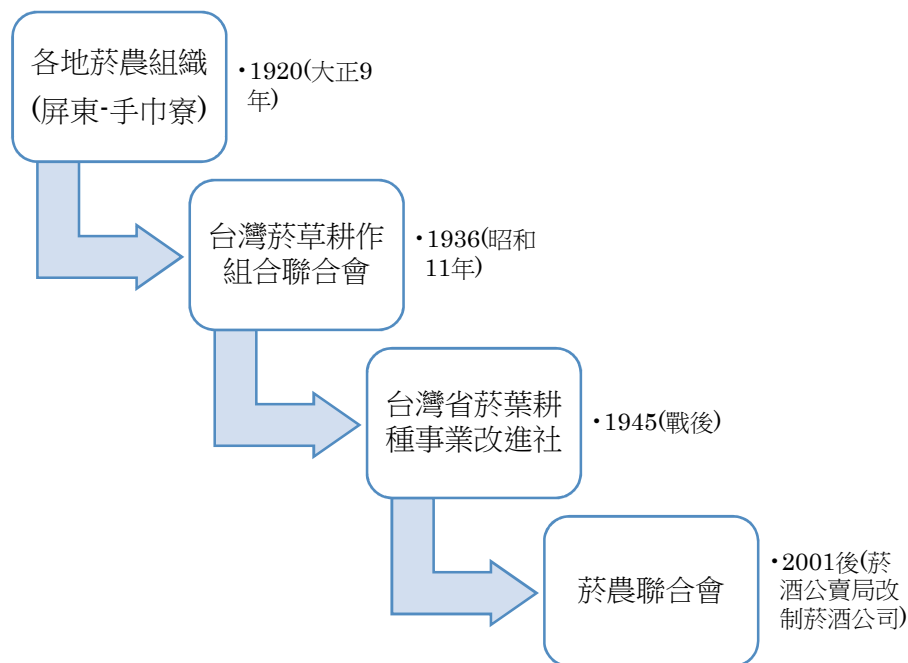 各地菸農組織
(屏東-手巾寮)
•1920(大正9
年)
台灣菸草耕作
組合聯合會
•1936(昭和
11年)
台灣省菸葉耕
種事業改進社
•1945(戰後)
菸農聯合會
•2001後(菸
酒公賣局改
制菸酒公司)